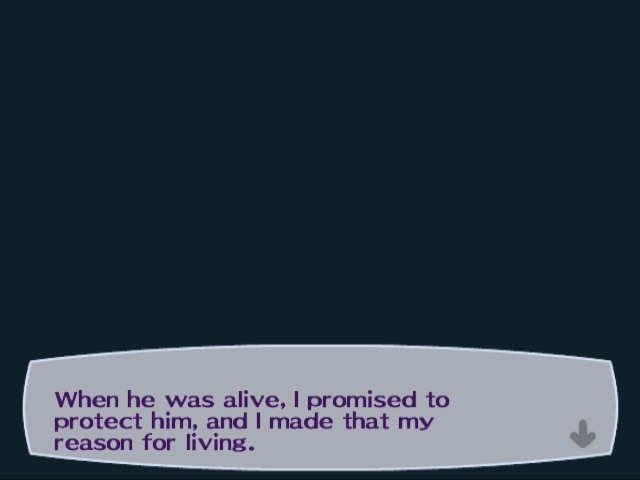 When he was alive, I promised to
protect him, and I made that my
reason for living.